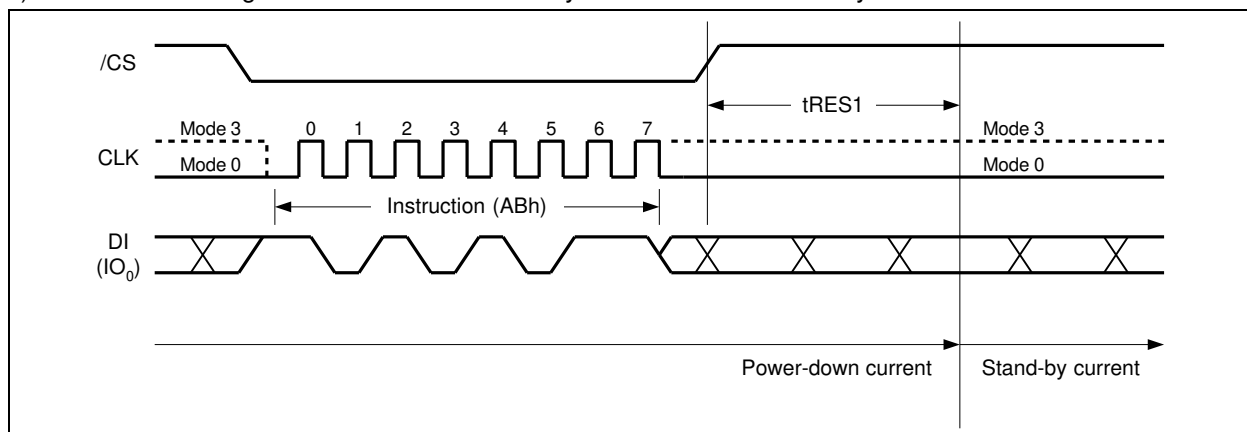 /CS
tRES1
Mode 3 0 1 2 3 4 5 6 7 Mode 3
CLK
Mode 0 Mode 0
Instruction (ABh)
DI
(IO0)
Power-down current Stand-by current